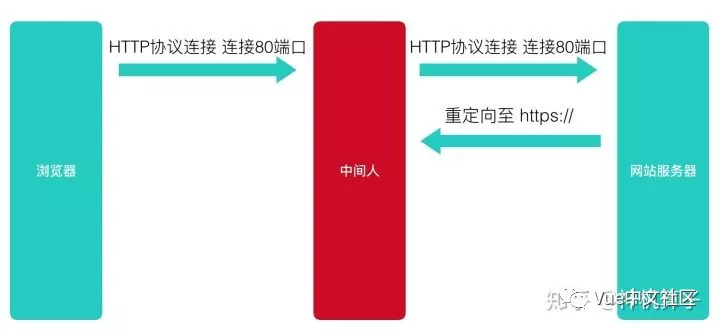 HTTP协议连接 连接80端口
HTTP协议连接 连接80端口
重定向至 https://
浏览器
中间人
网站服务器
知乎
Vue中文社区